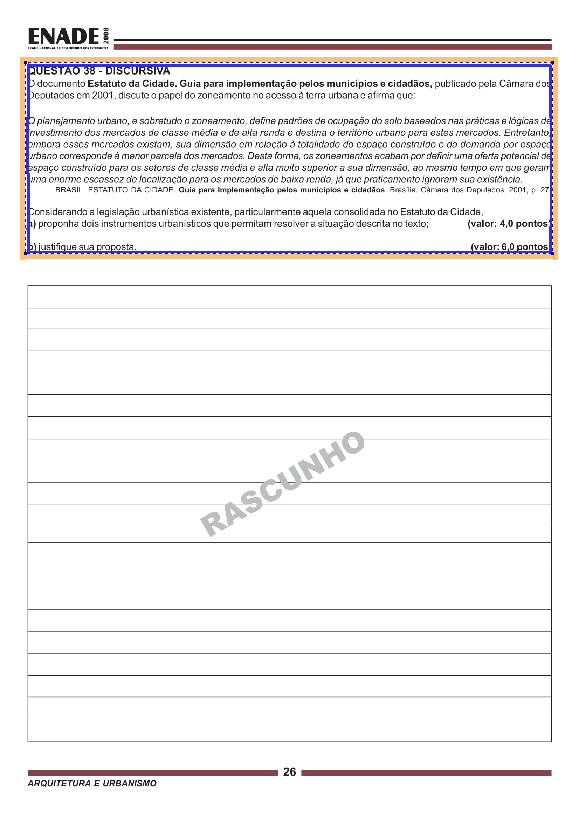 ENADE 2008
EXAME NACIONAL DE DESEMPENHO DOS ESTUDANTES
QUESTÃO 38 - DISCURSIVA
O documento Estatuto da Cidade. Guia para implementação pelos municípios e cidadãos, publicado pela Câmara dos
Deputados em 2001, discute o papel do zoneamento no acesso à terra urbana e afirma que:
O planejamento urbano, e sobretudo o zoneamento, define padrões de ocupação do solo baseados nas práticas e lógicas de
investimento dos mercados de classe média e de alta renda e destina o território urbano para estes mercados. Entretanto,
embora esses mercados existam, sua dimensão em relação à totalidade do espaço construído e da demanda por espaço
urbano corresponde à menor parcela dos mercados. Desta forma, os zoneamentos acabam por definir uma oferta potencial de
espaço construído para os setores de classe média e alta muito superior a sua dimensão, ao mesmo tempo em que geram
uma enorme escassez de localização para os mercados de baixa renda, já que praticamente ignoram sua existência.
BRASIL. ESTATUTO DA CIDADE. Guia para Implementação pelos municípios e cidadãos. Brasília. Câmara dos Deputados, 2001, p. 27.
Considerando a legislação urbanística existente, particularmente aquela consolidada no Estatuto da Cidade,
a) proponha dois instrumentos urbanísticos que permitam resolver a situação descrita no texto; (valor: 4,0 pontos)
b) justifique sua proposta. (valor: 6,0 pontos)
RASCUNHO
26
ARQUITETURA E URBANISMO